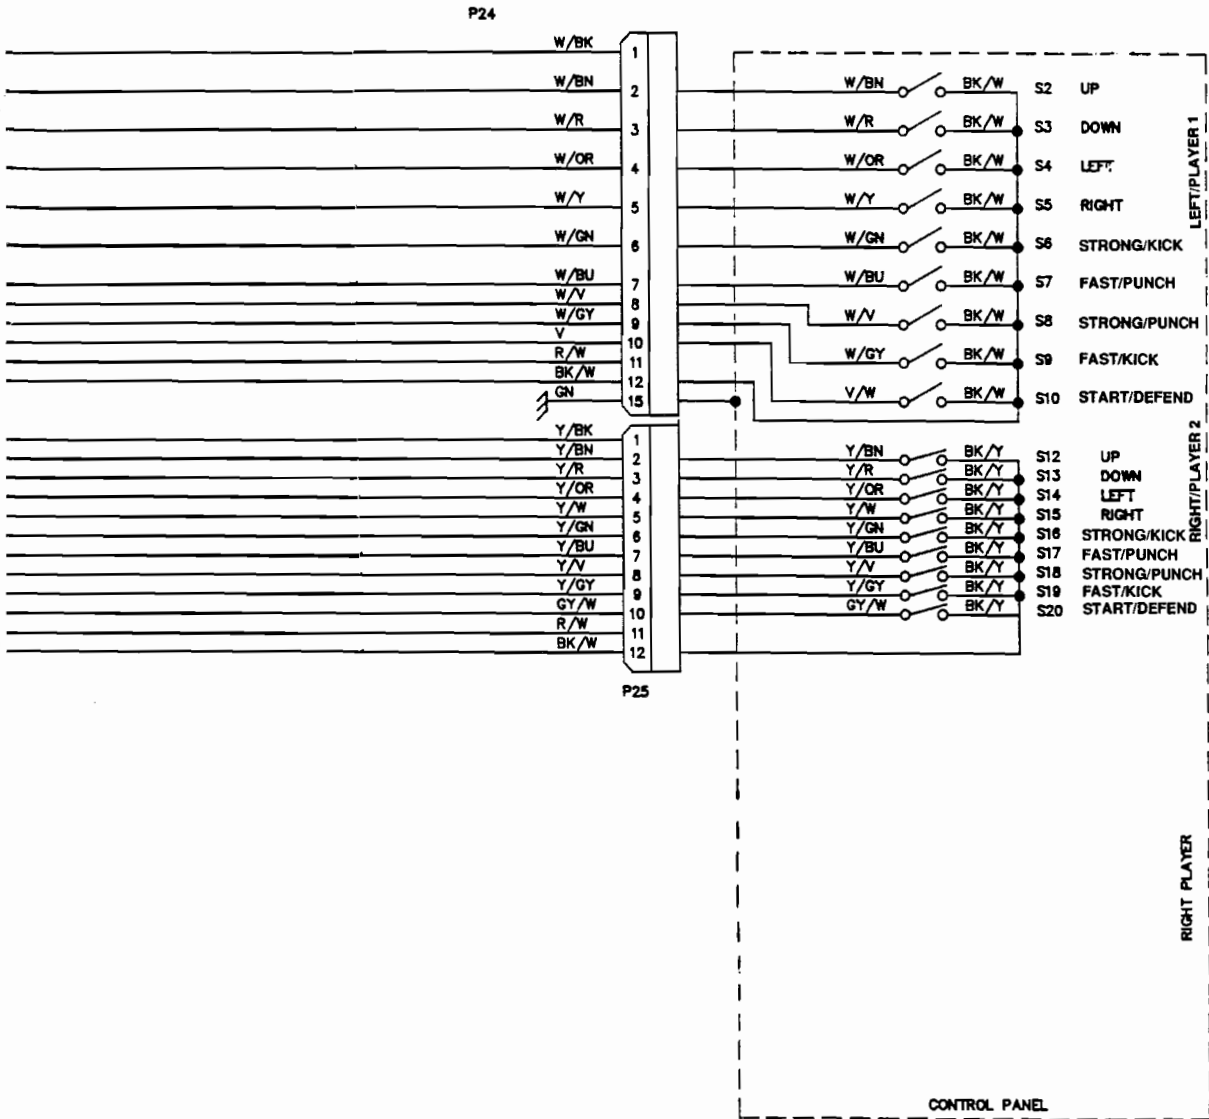 P24
W/BK 1
W/BN 2 W/BN BK/W S2 UP
W/R 3 W/R BK/W S3 DOWN
W/OR 4 W/OR BK/W S4 LEFT
W/Y 5 W/Y BK/W S5 RIGHT
W/GN 6 W/GN BK/W S6 STRONG/KICK
W/BU 7 W/BU BK/W S7 FAST/PUNCH
W/V 8 W/V BK/W S8 STRONG/PUNCH
W/GY 9 W/GY BK/W S9 FAST/KICK
V 10 V/W BK/W S10 START/DEFEND
R/W 11
BK/W 12
GN 15
LEFT/PLAYER 1
Y/BK 1
Y/BN 2 Y/BN BK/Y S12 UP
Y/R 3 Y/R BK/Y S13 DOWN
Y/OR 4 Y/OR BK/Y S14 LEFT
Y/W 5 Y/W BK/Y S15 RIGHT
Y/GN 6 Y/GN BK/Y S16 STRONG/KICK
Y/BU 7 Y/BU BK/Y S17 FAST/PUNCH
Y/V 8 Y/V BK/Y S18 STRONG/PUNCH
Y/GY 9 Y/GY BK/Y S19 FAST/KICK
GY/W 10 GY/W BK/Y S20 START/DEFEND
R/W 11
BK/W 12
RIGHT/PLAYER 2
P25
RIGHT PLAYER
CONTROL PANEL